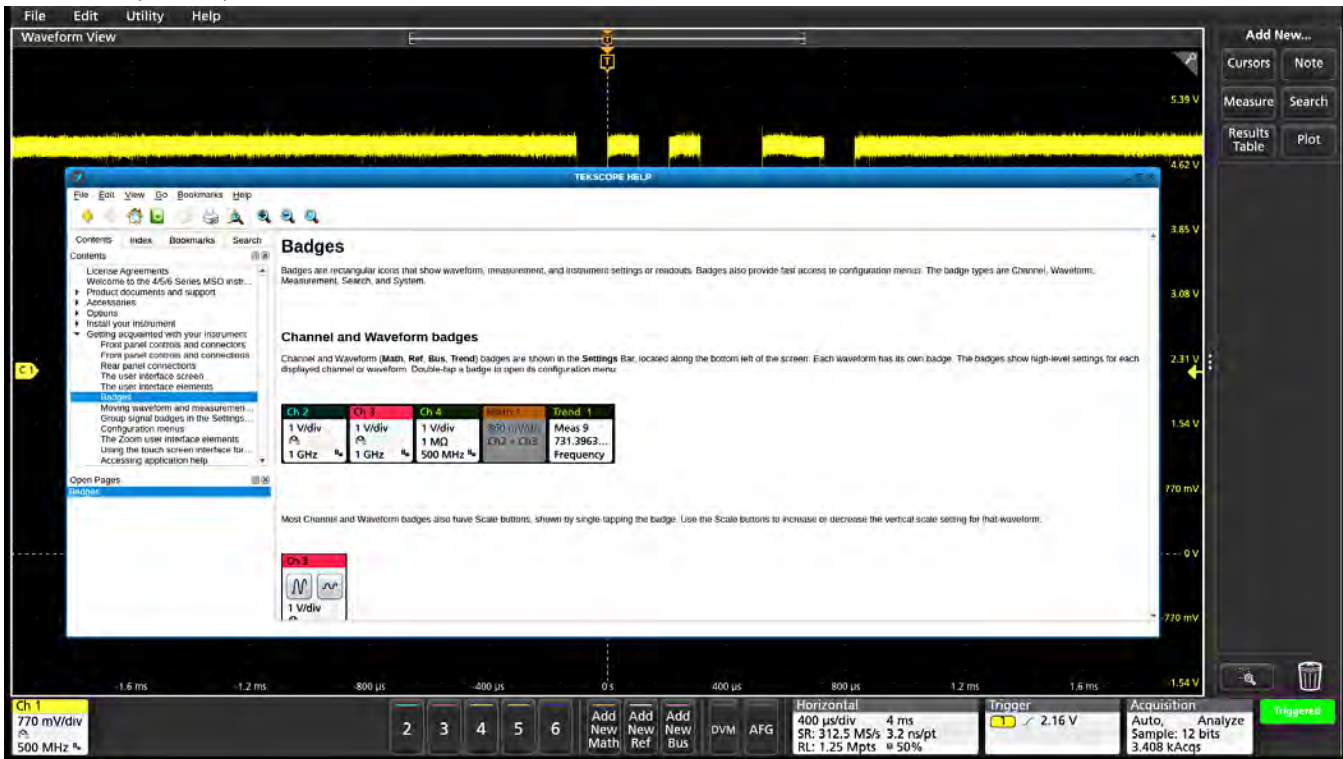 File Edit Utility Help
Waveform View
Add New...
Cursors Note
Measure Search
Results Table Plot
T
T
5.39 V
4.62 V
3.85 V
3.08 V
2.31 V
1.54 V
770 mV
0 V
-770 mV
-1.54 V
C1
TEKSCOPE HELP
File Edit View Go Bookmarks Help
Contents Index Bookmarks Search
Contents
License Agreements
Welcome to the 4/5/6 Series MSO instr...
Product documents and support
Accessories
Options
Install your instrument
Getting acquainted with your instrument
Front panel controls and connectors
Front panel controls and connections
Rear panel connections
The user interface screen
The user interface elements
Badges
Moving waveform and measuremen...
Group signal badges in the Settings...
Configuration menus
The Zoom user interface elements
Using the touch screen interface for...
Accessing application help
Open Pages
Badges
Badges
Badges are rectangular icons that show waveform, measurement, and instrument settings or readouts. Badges also provide fast access to configuration menus. The badge types are Channel, Waveform,
Measurement, Search, and System.
Channel and Waveform badges
Channel and Waveform (Math, Ref, Bus, Trend) badges are shown in the Settings Bar, located along the bottom left of the screen. Each waveform has its own badge. The badges show high-level settings for each
displayed channel or waveform. Double-tap a badge to open its configuration menu.
Ch 2 Ch 3 Ch 4 Math 1 Trend 1
1 V/div 1 V/div 1 V/div Meas 9
1 MΩ Ch2 + Ch3 731.3963...
1 GHz 1 GHz 500 MHz Frequency
Most Channel and Waveform badges also have Scale buttons, shown by single-tapping the badge. Use the Scale buttons to increase or decrease the vertical scale setting for that waveform.
Ch 3
1 V/div
-1.6 ms -1.2 ms -800 µs -400 µs 0 s 400 µs 800 µs 1.2 ms 1.6 ms
Ch 1
770 mV/div
500 MHz
2 3 4 5 6
Add New Math
Add New Ref
Add New Bus
DVM AFG
Horizontal
400 µs/div 4 ms
SR: 312.5 MS/s 3.2 ns/pt
RL: 1.25 Mpts 50%
Trigger
1 2.16 V
Acquisition
Auto, Analyze
Sample: 12 bits
3.408 kAcqs
Triggered